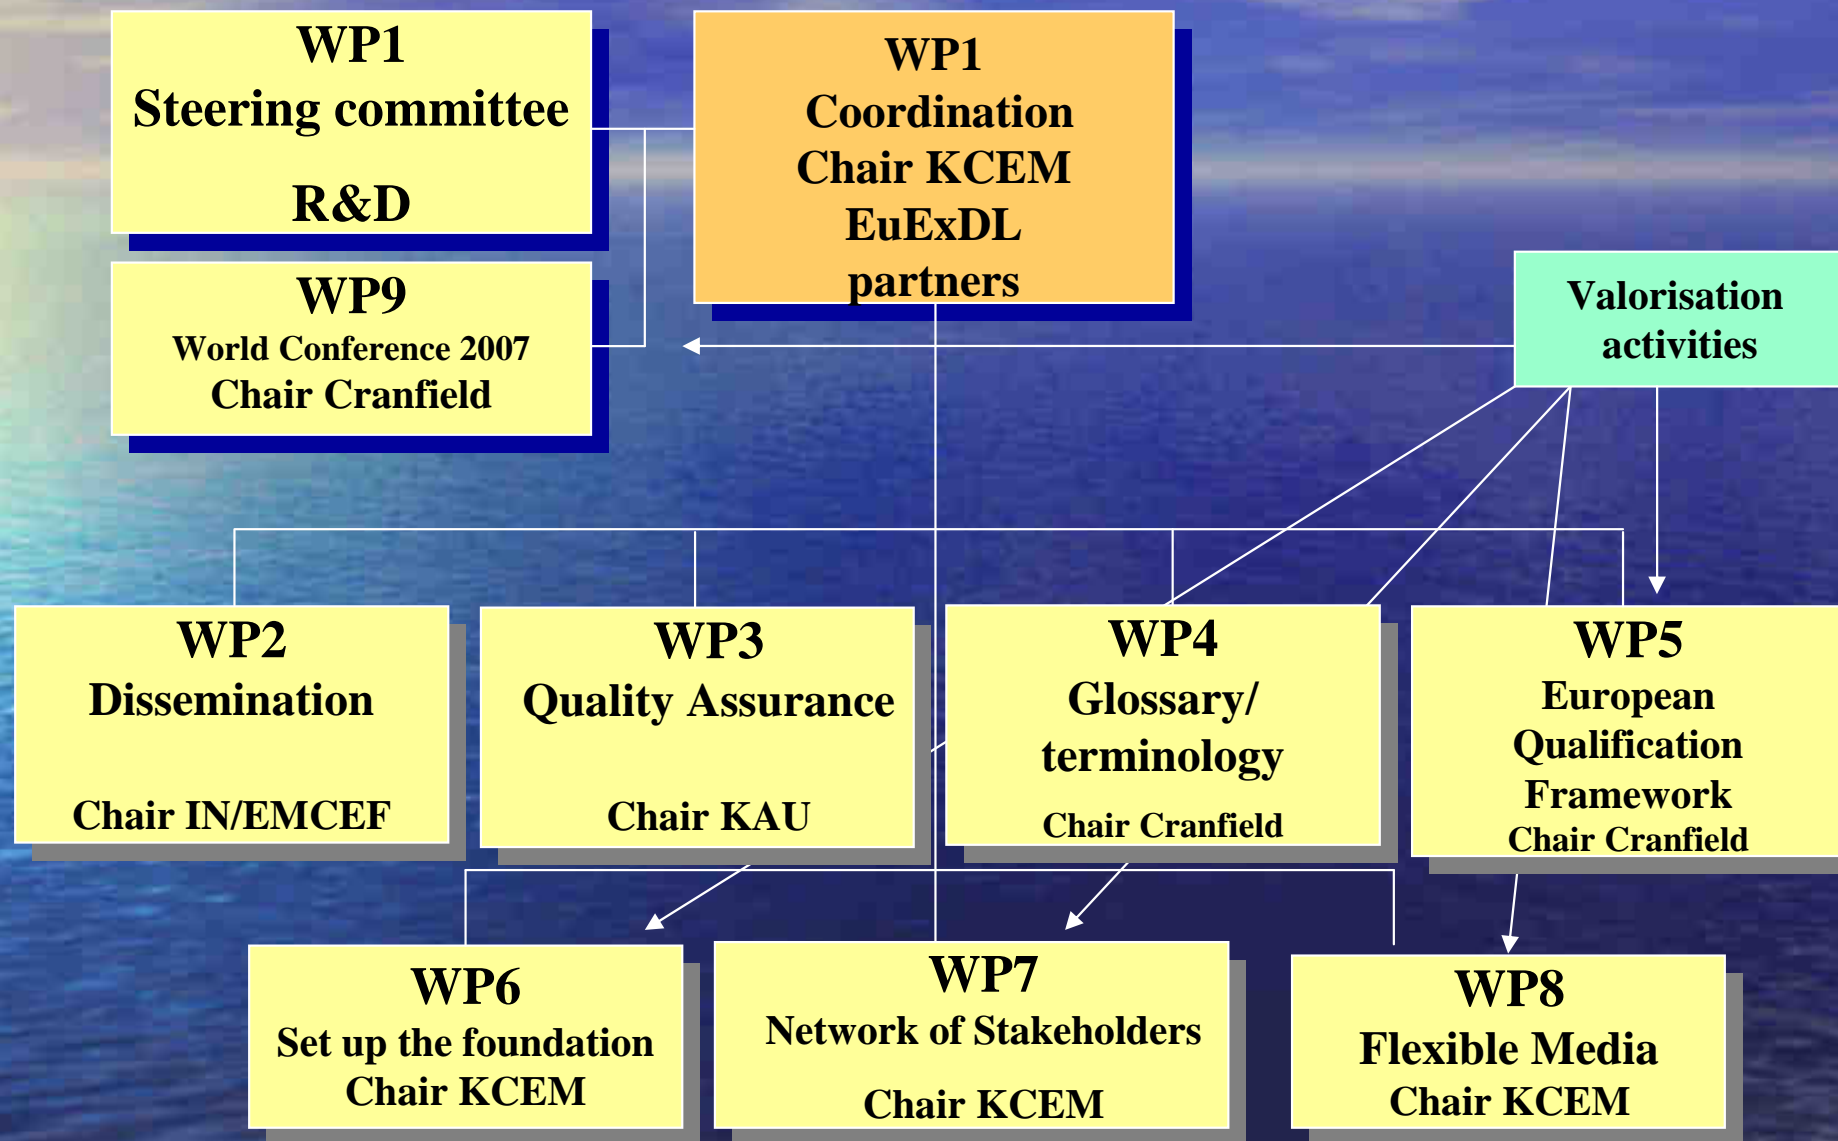 WP1
Steering committee
R&D
WP1
Coordination
Chair KCEM
EuExDL
partners
WP9
World Conference 2007
Chair Cranfield
Valorisation
activities
WP2
Dissemination
Chair IN/EMCEF
WP3
Quality Assurance
Chair KAU
WP4
Glossary/
terminology
Chair Cranfield
WP5
European
Qualification
Framework
Chair Cranfield
WP6
Set up the foundation
Chair KCEM
WP7
Network of Stakeholders
Chair KCEM
WP8
Flexible Media
Chair KCEM